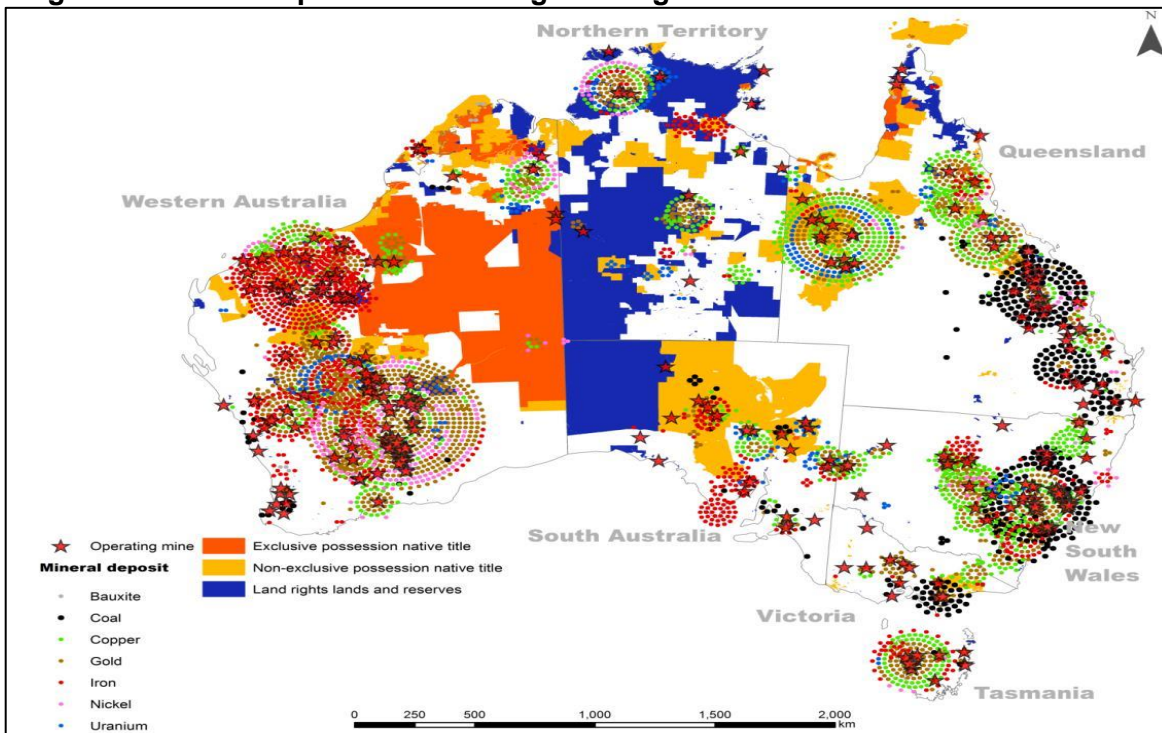 N
Northern Territory
Queensland
Western Australia
South Australia
New
South
Wales
Victoria
Tasmania
Operating mine
Mineral deposit
Bauxite
Coal
Copper
Gold
Iron
Nickel
Uranium
Exclusive possession native title
Non-exclusive possession native title
Land rights lands and reserves
0 250 500 1,000 1,500 2,000
km